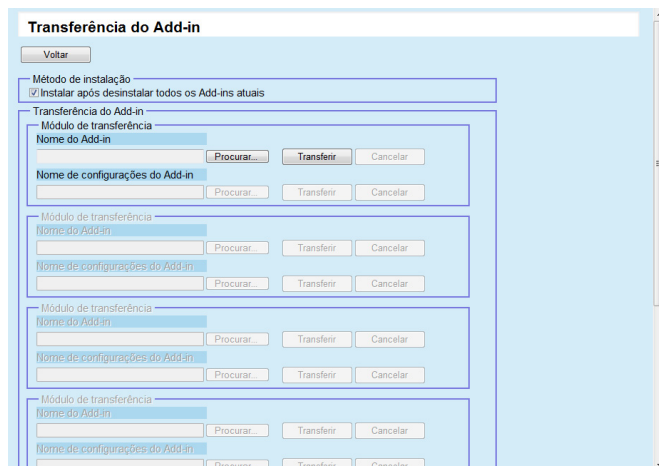 Transferência do Add-in
Voltar
Método de instalação
Instalar após desinstalar todos os Add-ins atuais
Transferência do Add-in
Módulo de transferência
Nome do Add-in
Procurar... Transferir Cancelar
Nome de configurações do Add-in
Procurar... Transferir Cancelar
Módulo de transferência
Nome do Add-in
Procurar... Transferir Cancelar
Nome de configurações do Add-in
Procurar... Transferir Cancelar
Módulo de transferência
Nome do Add-in
Procurar... Transferir Cancelar
Nome de configurações do Add-in
Procurar... Transferir Cancelar
Módulo de transferência
Nome do Add-in
Procurar... Transferir Cancelar
Nome de configurações do Add-in
Procurar... Transferir Cancelar